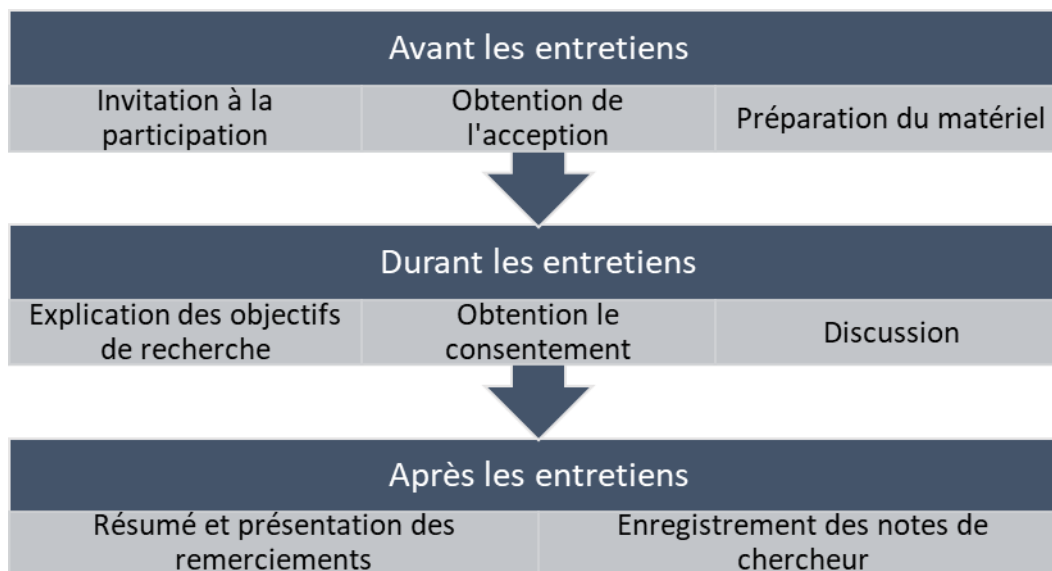 Avant les entretiens
Invitation à la
participation
Obtention de
l'acception
Préparation du matériel
Durant les entretiens
Explication des objectifs
de recherche
Obtention le
consentement
Discussion
Après les entretiens
Résumé et présentation des
remerciements
Enregistrement des notes de
chercheur